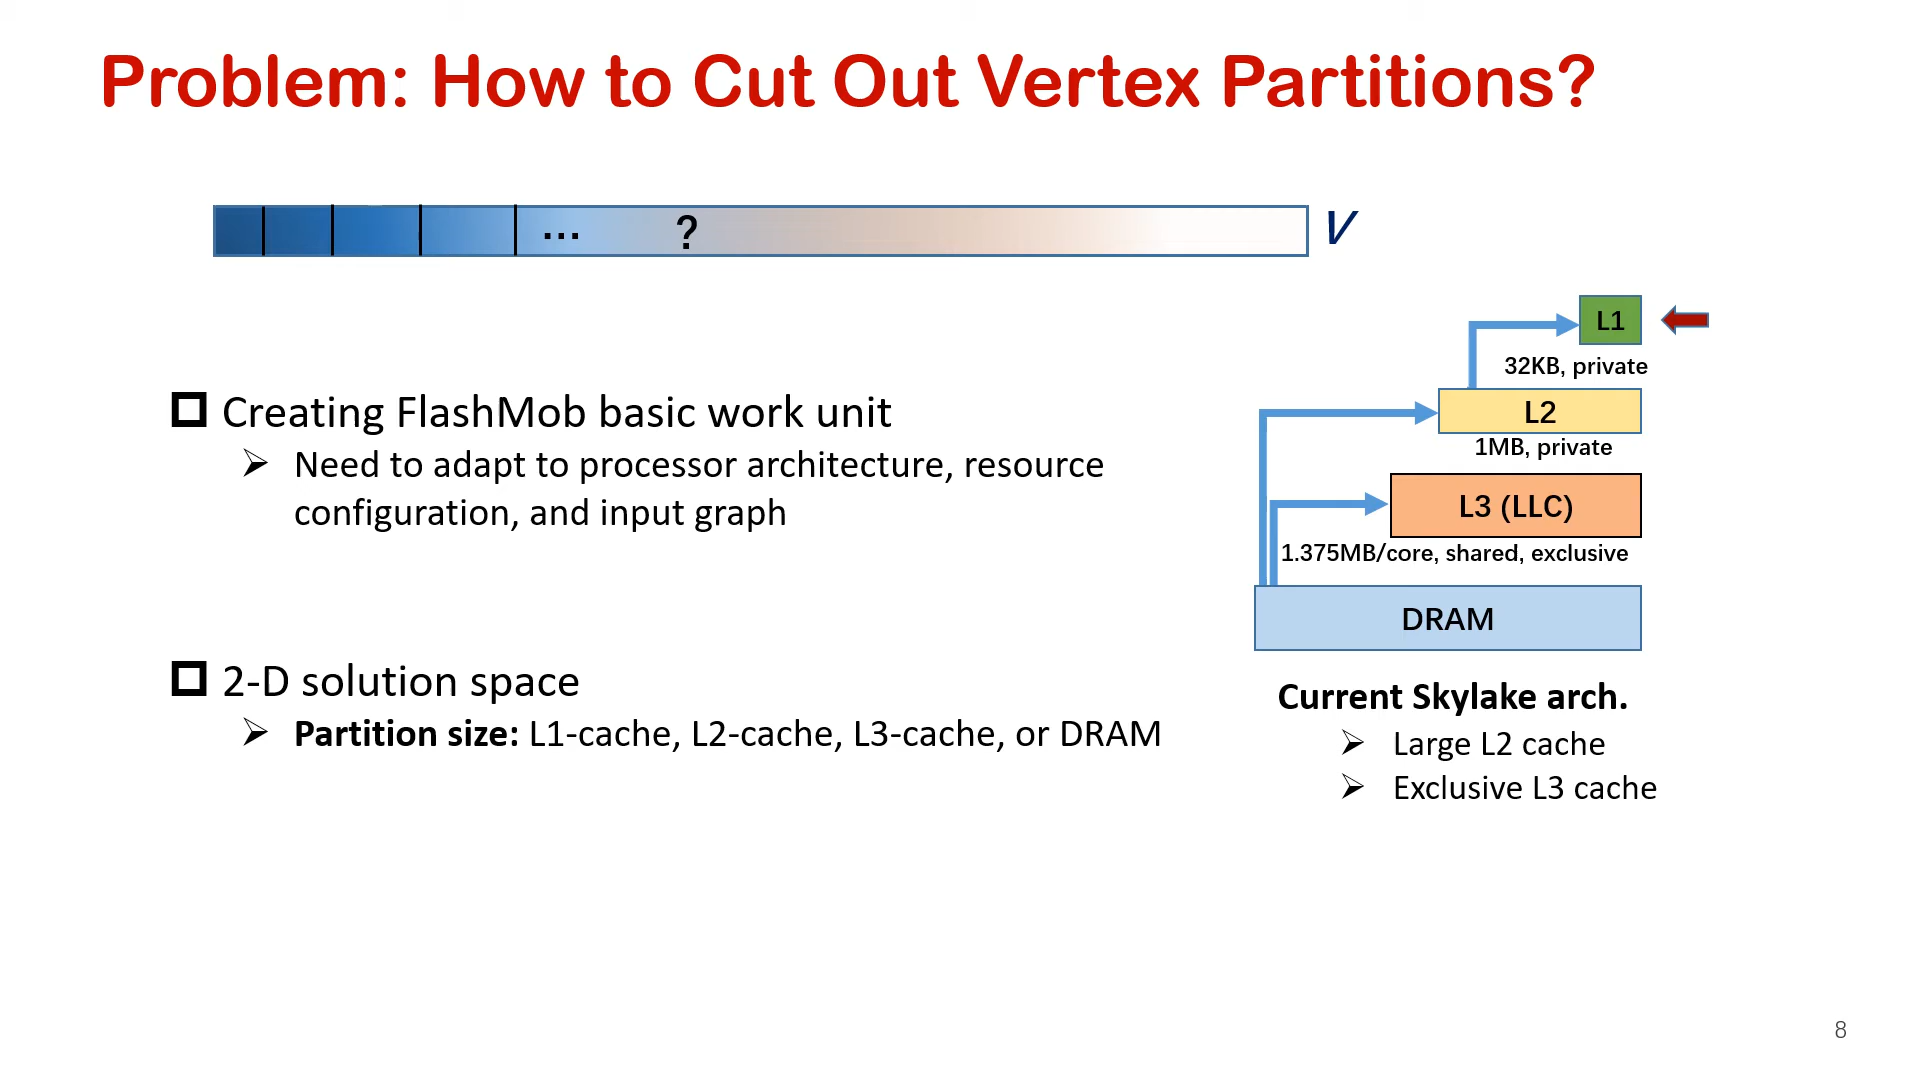 Problem: How to Cut Out Vertex Partitions?
... ? V
L1
32KB, private
L2
1MB, private
L3 (LLC)
1.375MB/core, shared, exclusive
DRAM
Creating FlashMob basic work unit
Need to adapt to processor architecture, resource
configuration, and input graph
2-D solution space
Partition size: L1-cache, L2-cache, L3-cache, or DRAM
Current Skylake arch.
Large L2 cache
Exclusive L3 cache
8